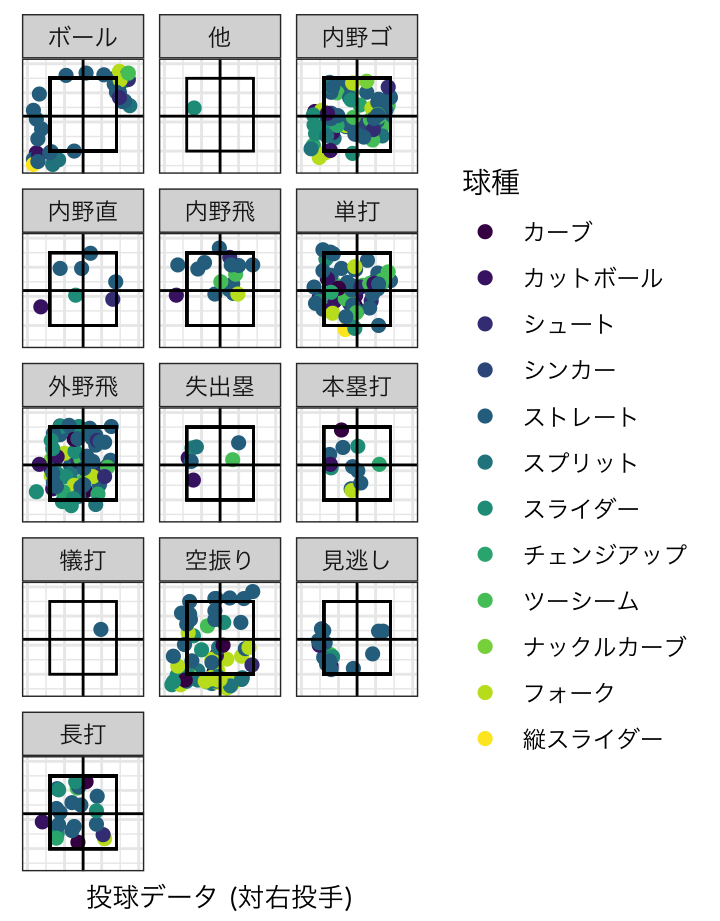 ボール
他
内野ゴ
内野直
内野飛
単打
外野飛
失出塁
本塁打
犠打
空振り
見逃し
長打
球種
カーブ
カットボール
シュート
シンカー
ストレート
スプリット
スライダー
チェンジアップ
ツーシーム
ナックルカーブ
フォーク
縦スライダー
投球データ (対右投手)